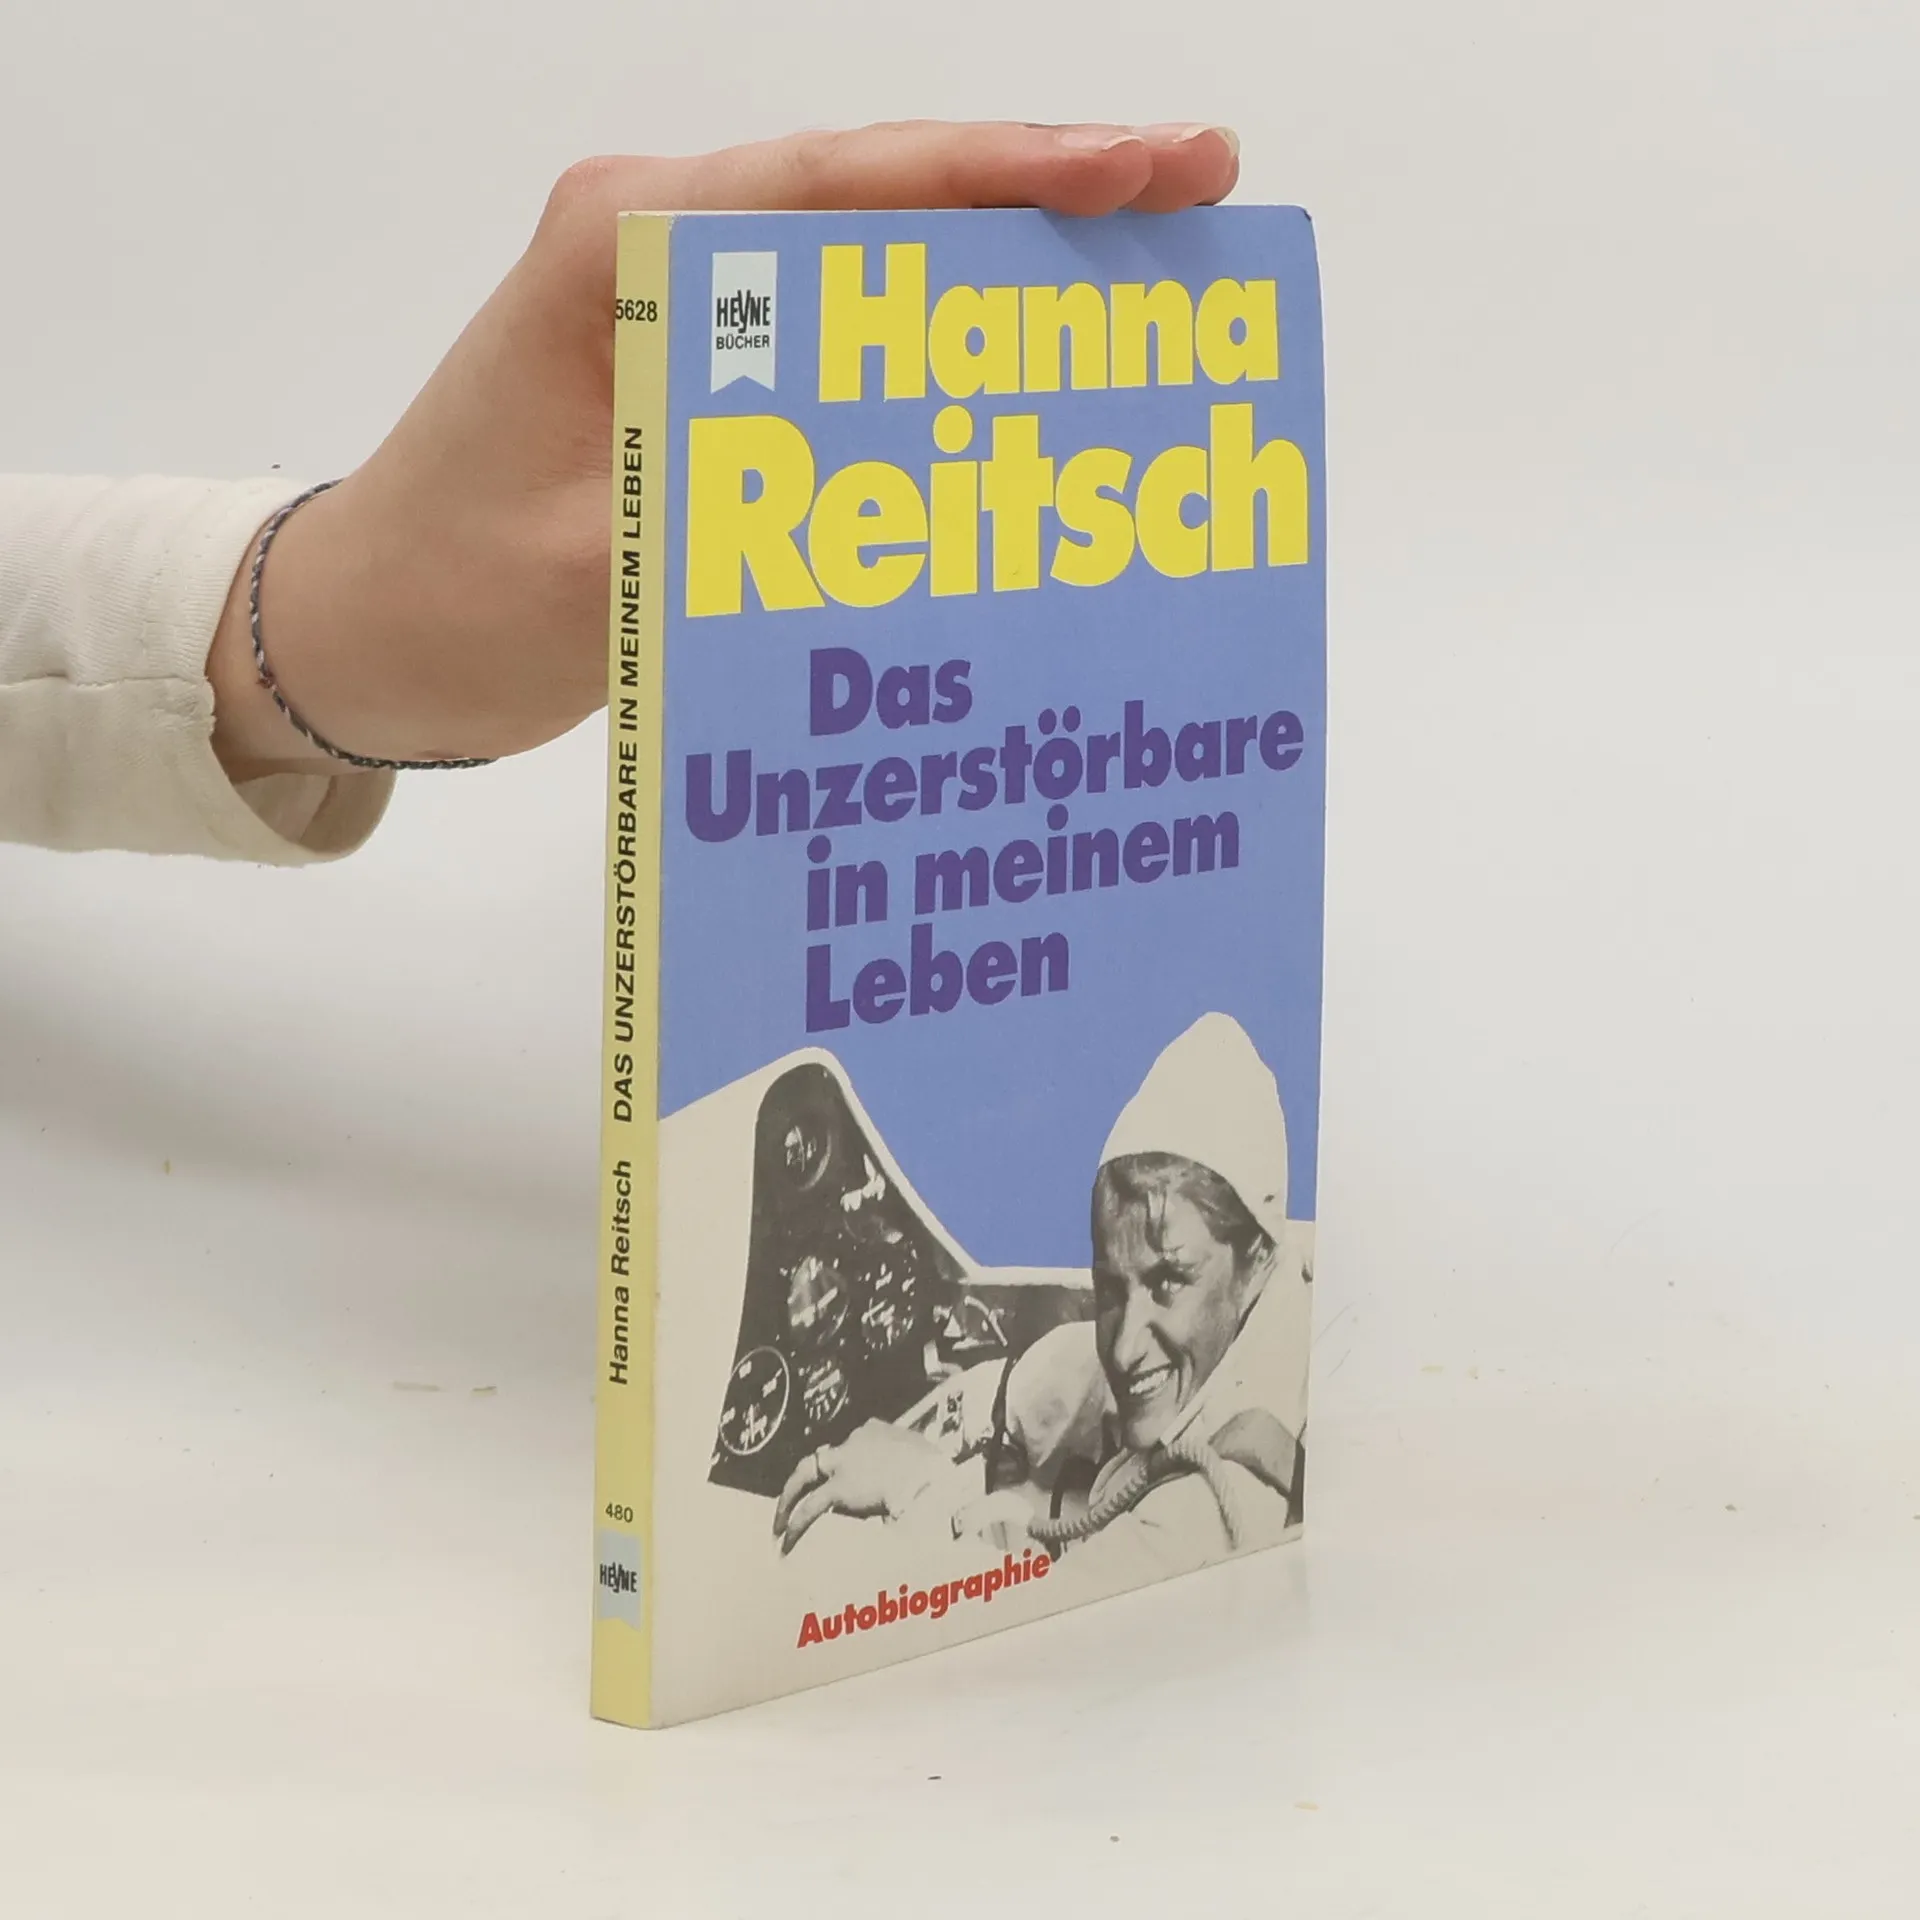 5628
HEYNE
BÜCHER
Hanna
Reitsch
Das
Unzerstörbare
in meinem
Leben
Autobiographie
Hanna Reitsch DAS UNZERSTÖRBARE IN MEINEM LEBEN
480
HEYNE